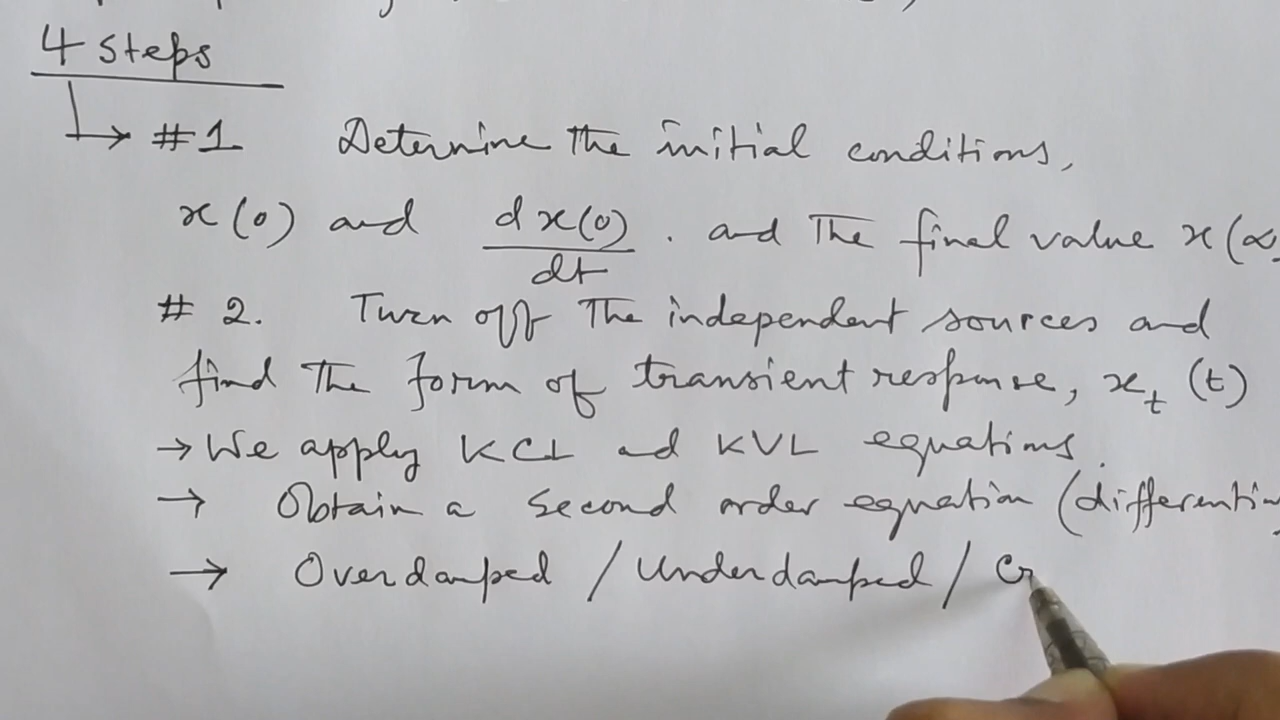 4 Steps
→ #1 Determine the initial conditions,
x(0) and dx(0)/dt . and The final value x(∞
# 2. Turn off The independent sources and
find The form of transient response, x_t (t)
→ We apply KCL and KVL equations.
→ Obtain a second order equation (differentia
→ Overdamped / Underdamped / Cr